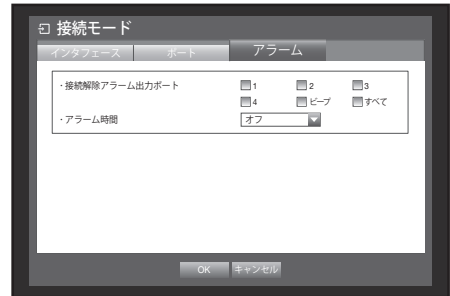 接続モード
インタフェース ポート アラーム
・接続解除アラーム出力ポート 1 2 3
4 ビープ すべて
・アラーム時間 オフ
OK キャンセル